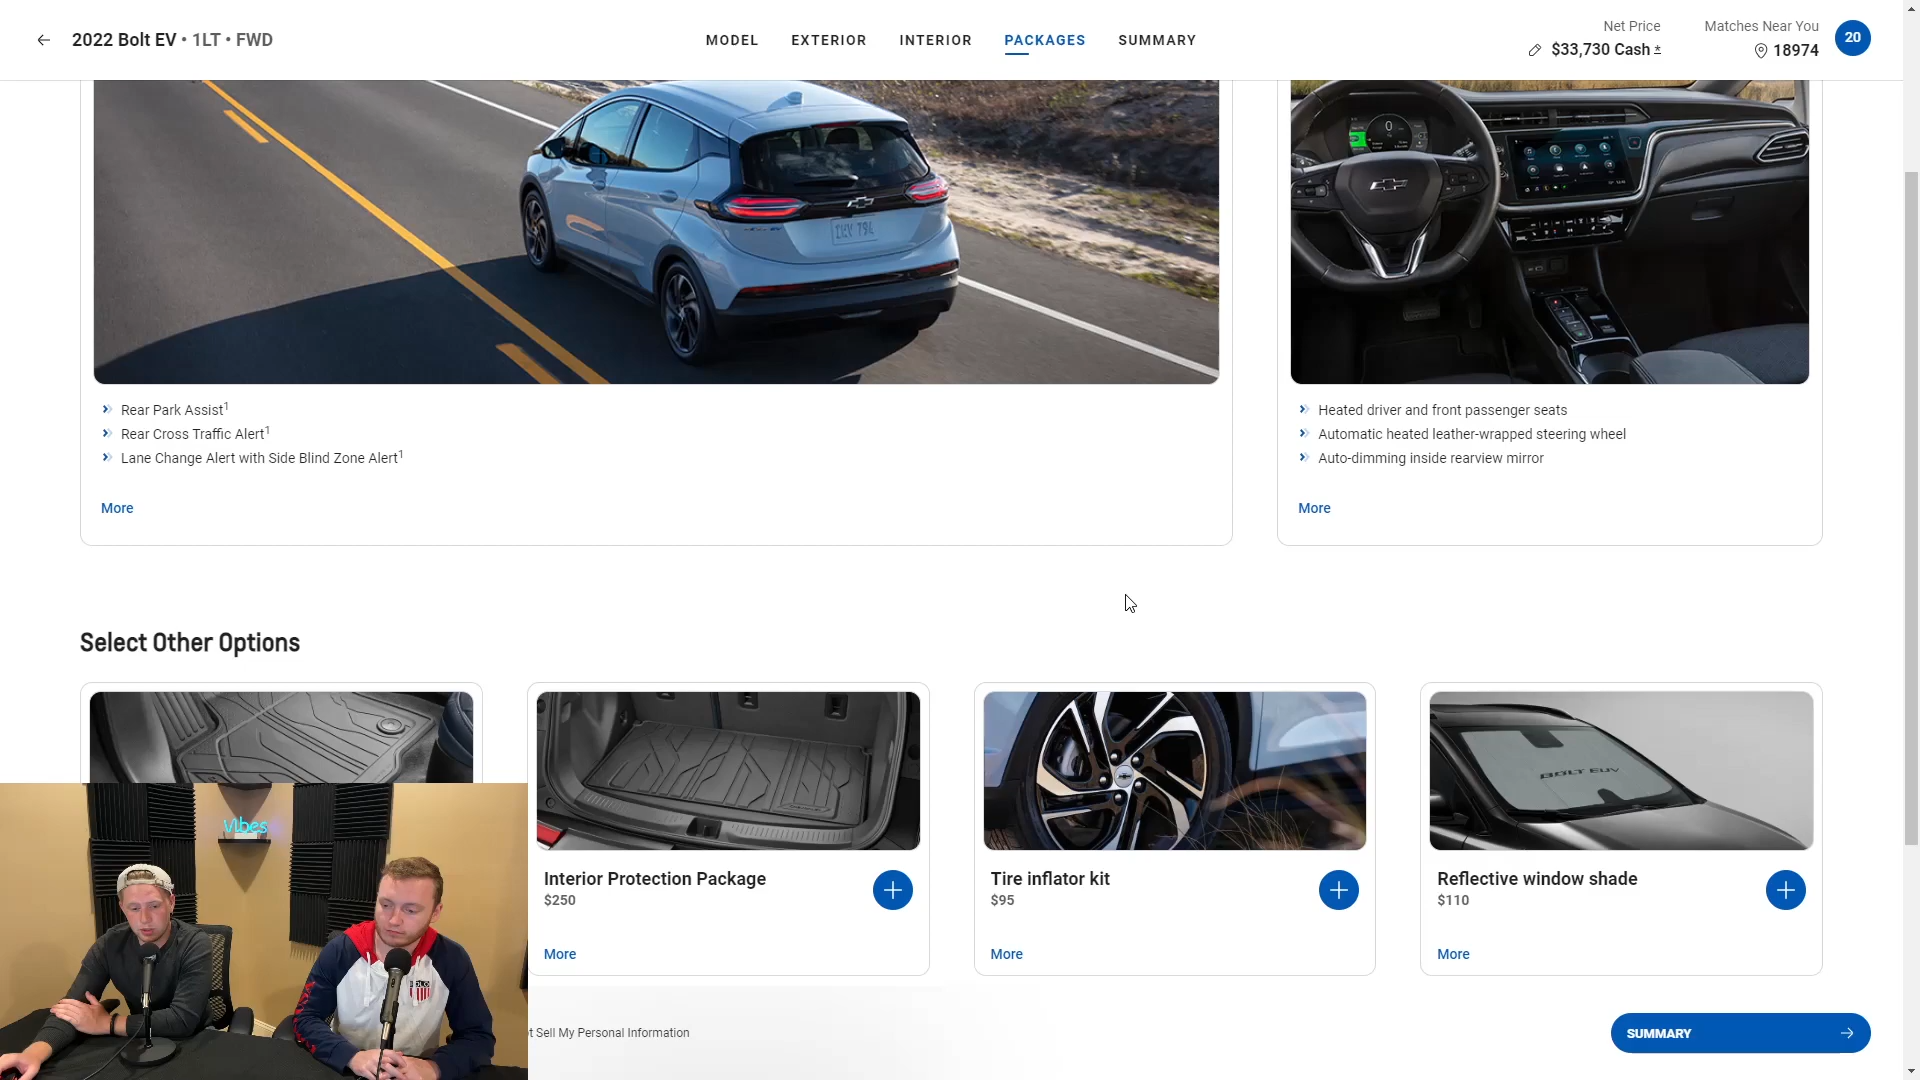 2022 Bolt EV • 1LT • FWD
MODEL
EXTERIOR
INTERIOR
PACKAGES
SUMMARY
Net Price
$33,730 Cash ±
Matches Near You
18974
20
Rear Park Assist1
Rear Cross Traffic Alert1
Lane Change Alert with Side Blind Zone Alert1
More
Heated driver and front passenger seats
Automatic heated leather-wrapped steering wheel
Auto-dimming inside rearview mirror
More
Select Other Options
BOLT EUV
Interior Protection Package
$250
More
Tire inflator kit
$95
More
Reflective window shade
$110
More
vibes
t Sell My Personal Information
SUMMARY